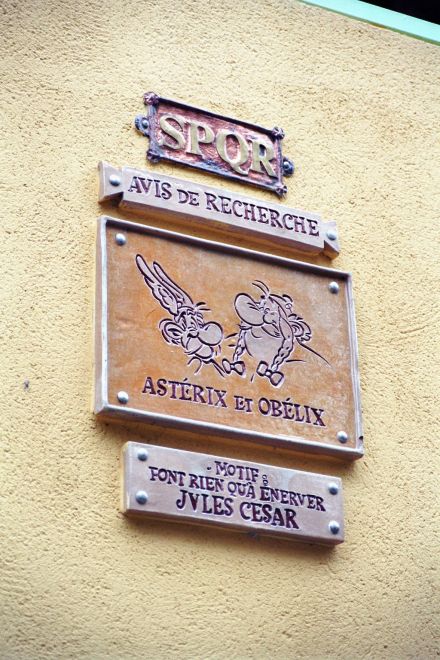 SPQR
AVIS DE RECHERCHE
ASTÉRIX ET OBÉLIX
- MOTIF :
FONT RIEN QU'À ÉNERVER
JVLES CESAR